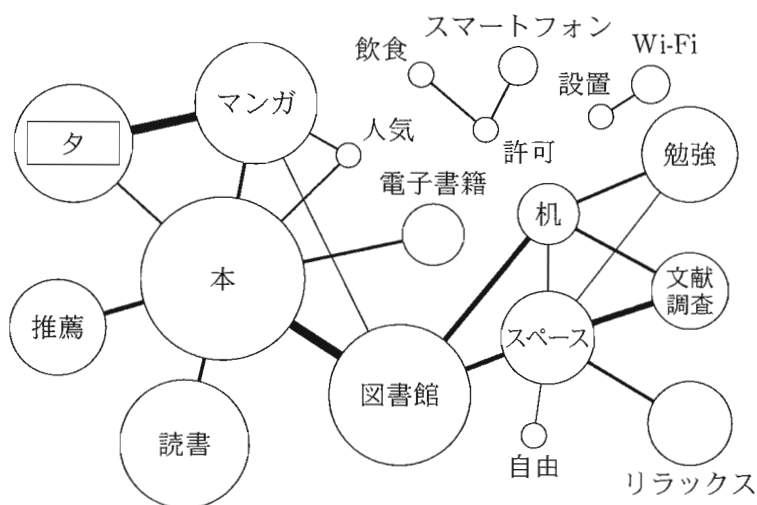 スマートフォン
飲食
Wi-Fi
設置
マンガ
人気
許可
タ
勉強
電子書籍
机
本
文献
調査
推薦
スペース
図書館
読書
自由
リラックス